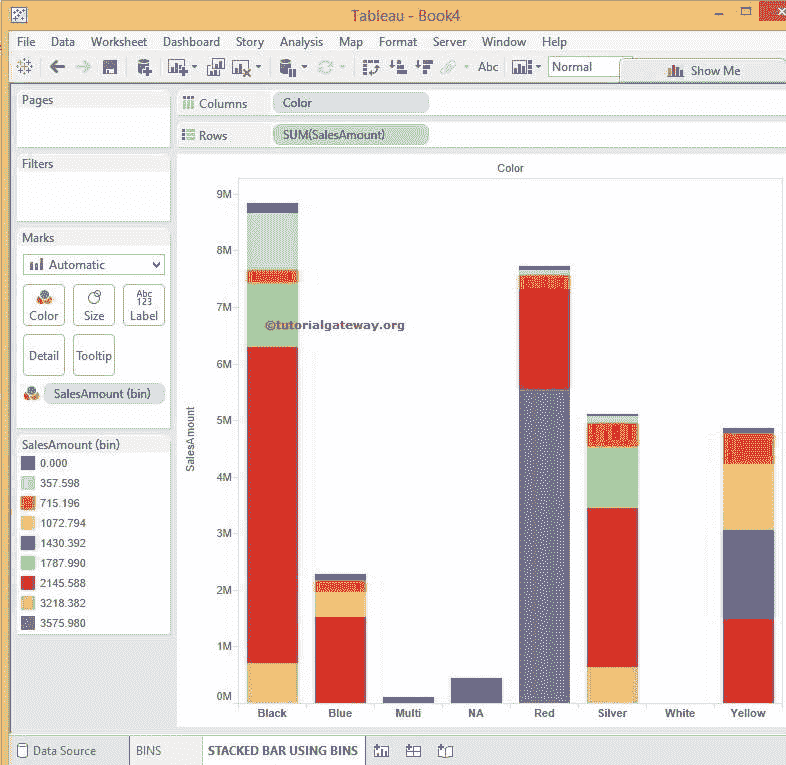 Tableau - Book4
File Data Worksheet Dashboard Story Analysis Map Format Server Window Help
Abc Normal Show Me
Pages
Columns Color
Rows SUM(SalesAmount)
Filters
Marks
Automatic
Color Size Abc 123 Label
Detail Tooltip
SalesAmount (bin)
SalesAmount (bin)
0.000
357.598
715.196
1072.794
1430.392
1787.990
2145.588
3218.382
3575.980
Color
9M
8M
7M
6M
5M
4M
3M
2M
1M
0M
SalesAmount
©tutorialgateway.org
Black Blue Multi NA Red Silver White Yellow
Data Source BINS STACKED BAR USING BINS